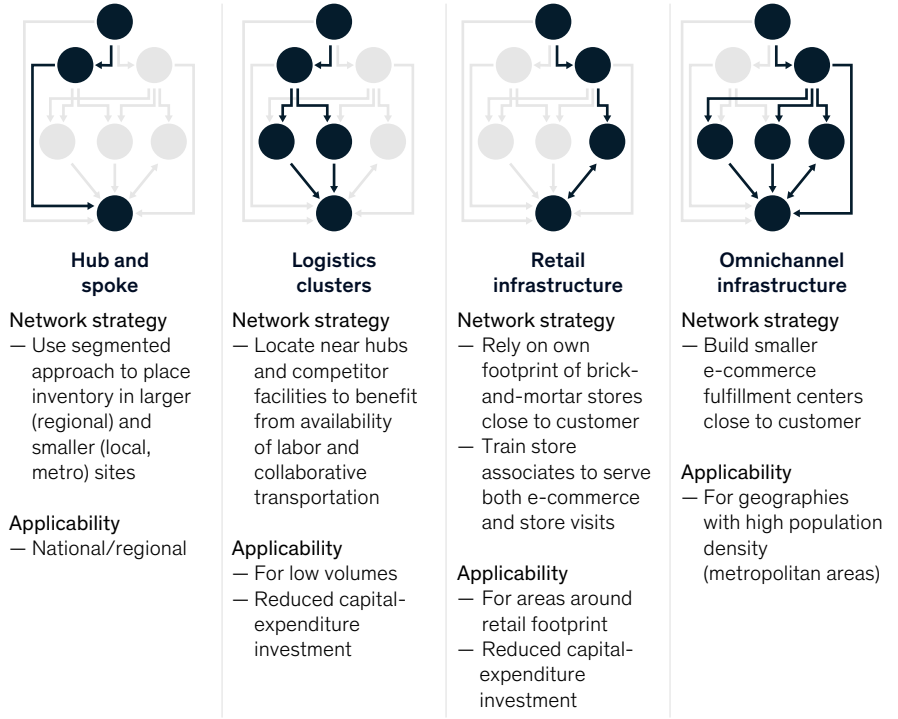 Hub and
spoke
Network strategy
— Use segmented
approach to place
inventory in larger
(regional) and
smaller (local,
metro) sites
Applicability
— National/regional
Logistics
clusters
Network strategy
— Locate near hubs
and competitor
facilities to benefit
from availability
of labor and
collaborative
transportation
Applicability
— For low volumes
— Reduced capital-
expenditure
investment
Retail
infrastructure
Network strategy
— Rely on own
footprint of brick-
and-mortar stores
close to customer
— Train store
associates to serve
both e-commerce
and store visits
Applicability
— For areas around
retail footprint
— Reduced capital-
expenditure
investment
Omnichannel
infrastructure
Network strategy
— Build smaller
e-commerce
fulfillment centers
close to customer
Applicability
— For geographies
with high population
density
(metropolitan areas)